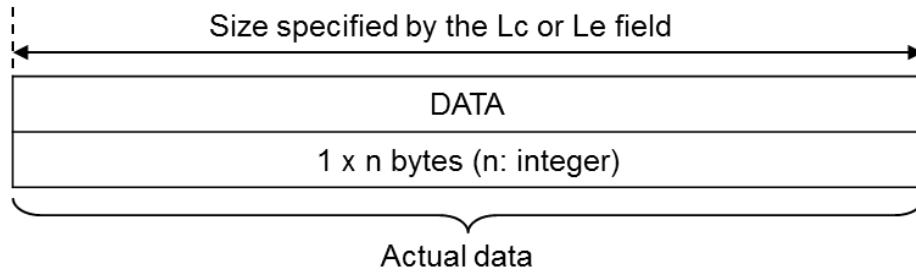 Size specified by the Lc or Le field
DATA
1 x n bytes (n: integer)
Actual data